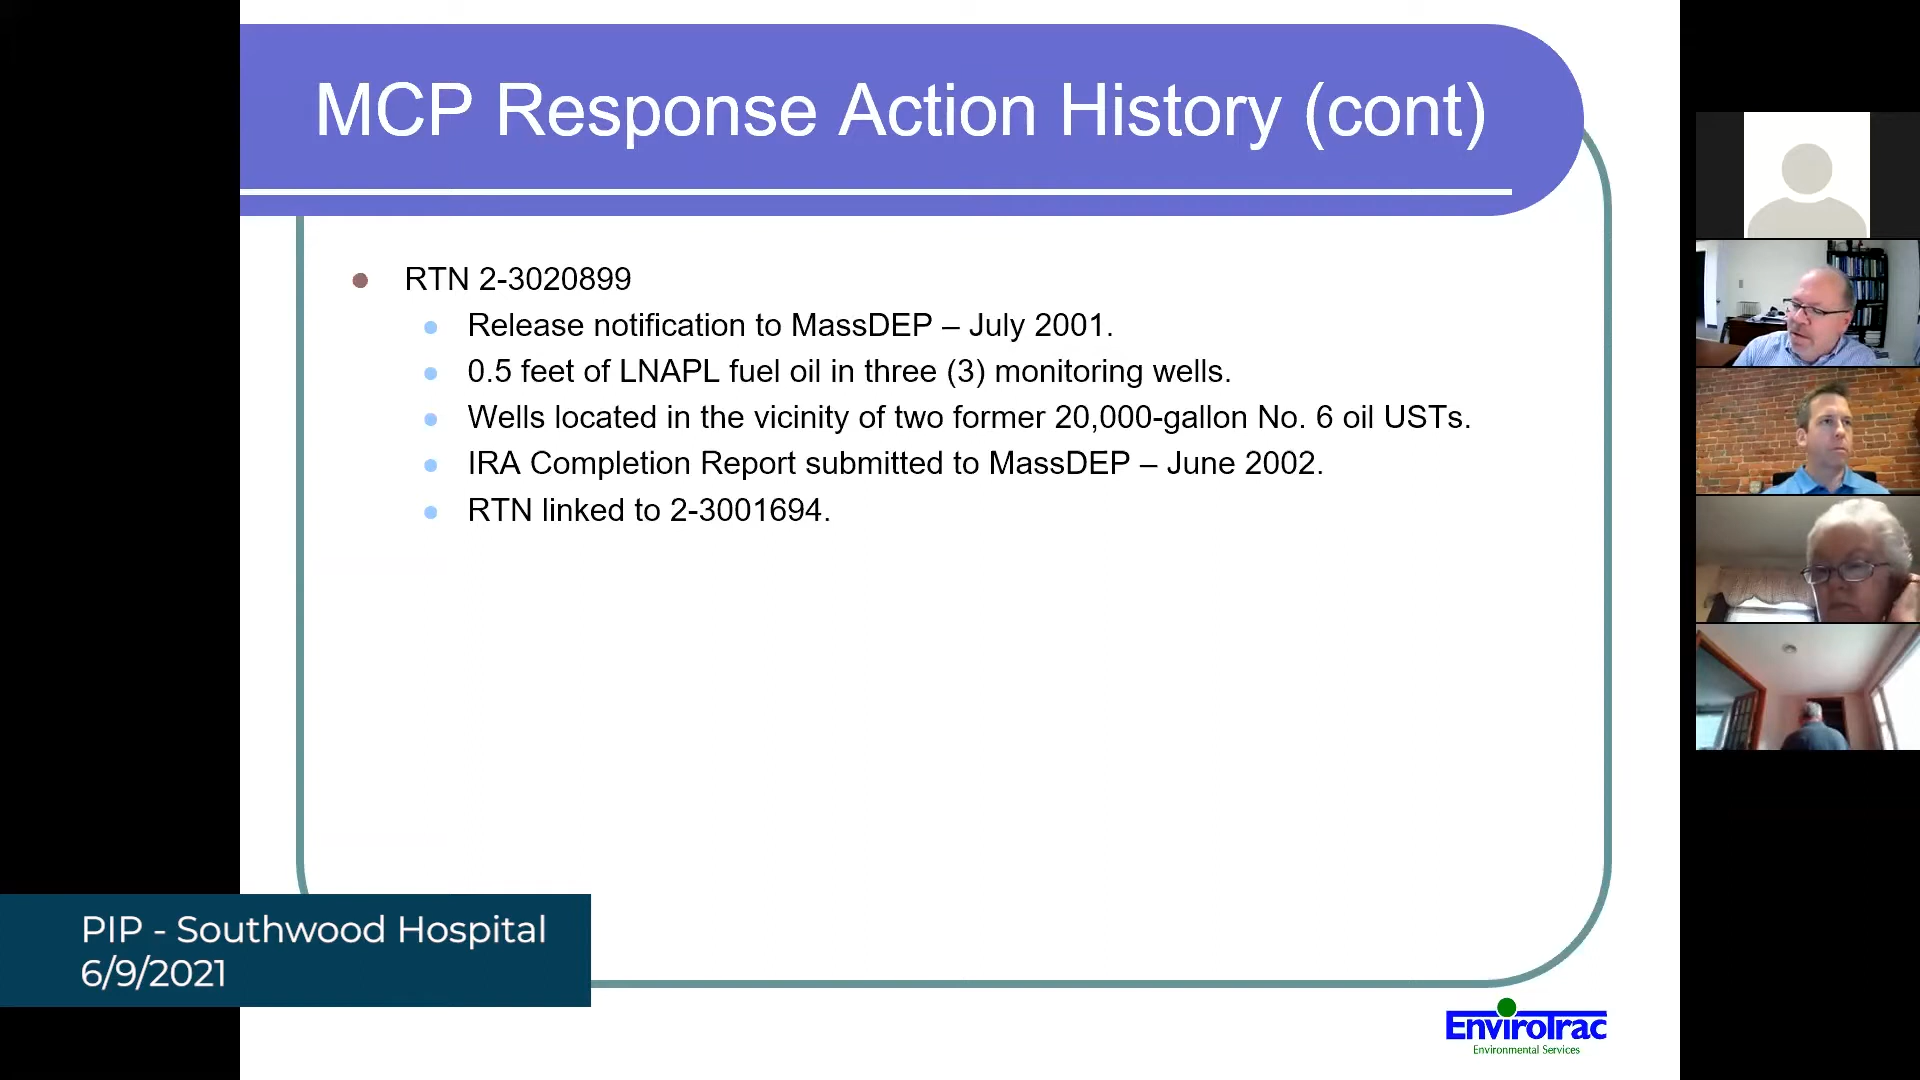 MCP Response Action History (cont)
RTN 2-3020899
Release notification to MassDEP – July 2001.
0.5 feet of LNAPL fuel oil in three (3) monitoring wells.
Wells located in the vicinity of two former 20,000-gallon No. 6 oil USTs.
IRA Completion Report submitted to MassDEP – June 2002.
RTN linked to 2-3001694.
PIP - Southwood Hospital
6/9/2021
EnviroTrac
Environmental Services